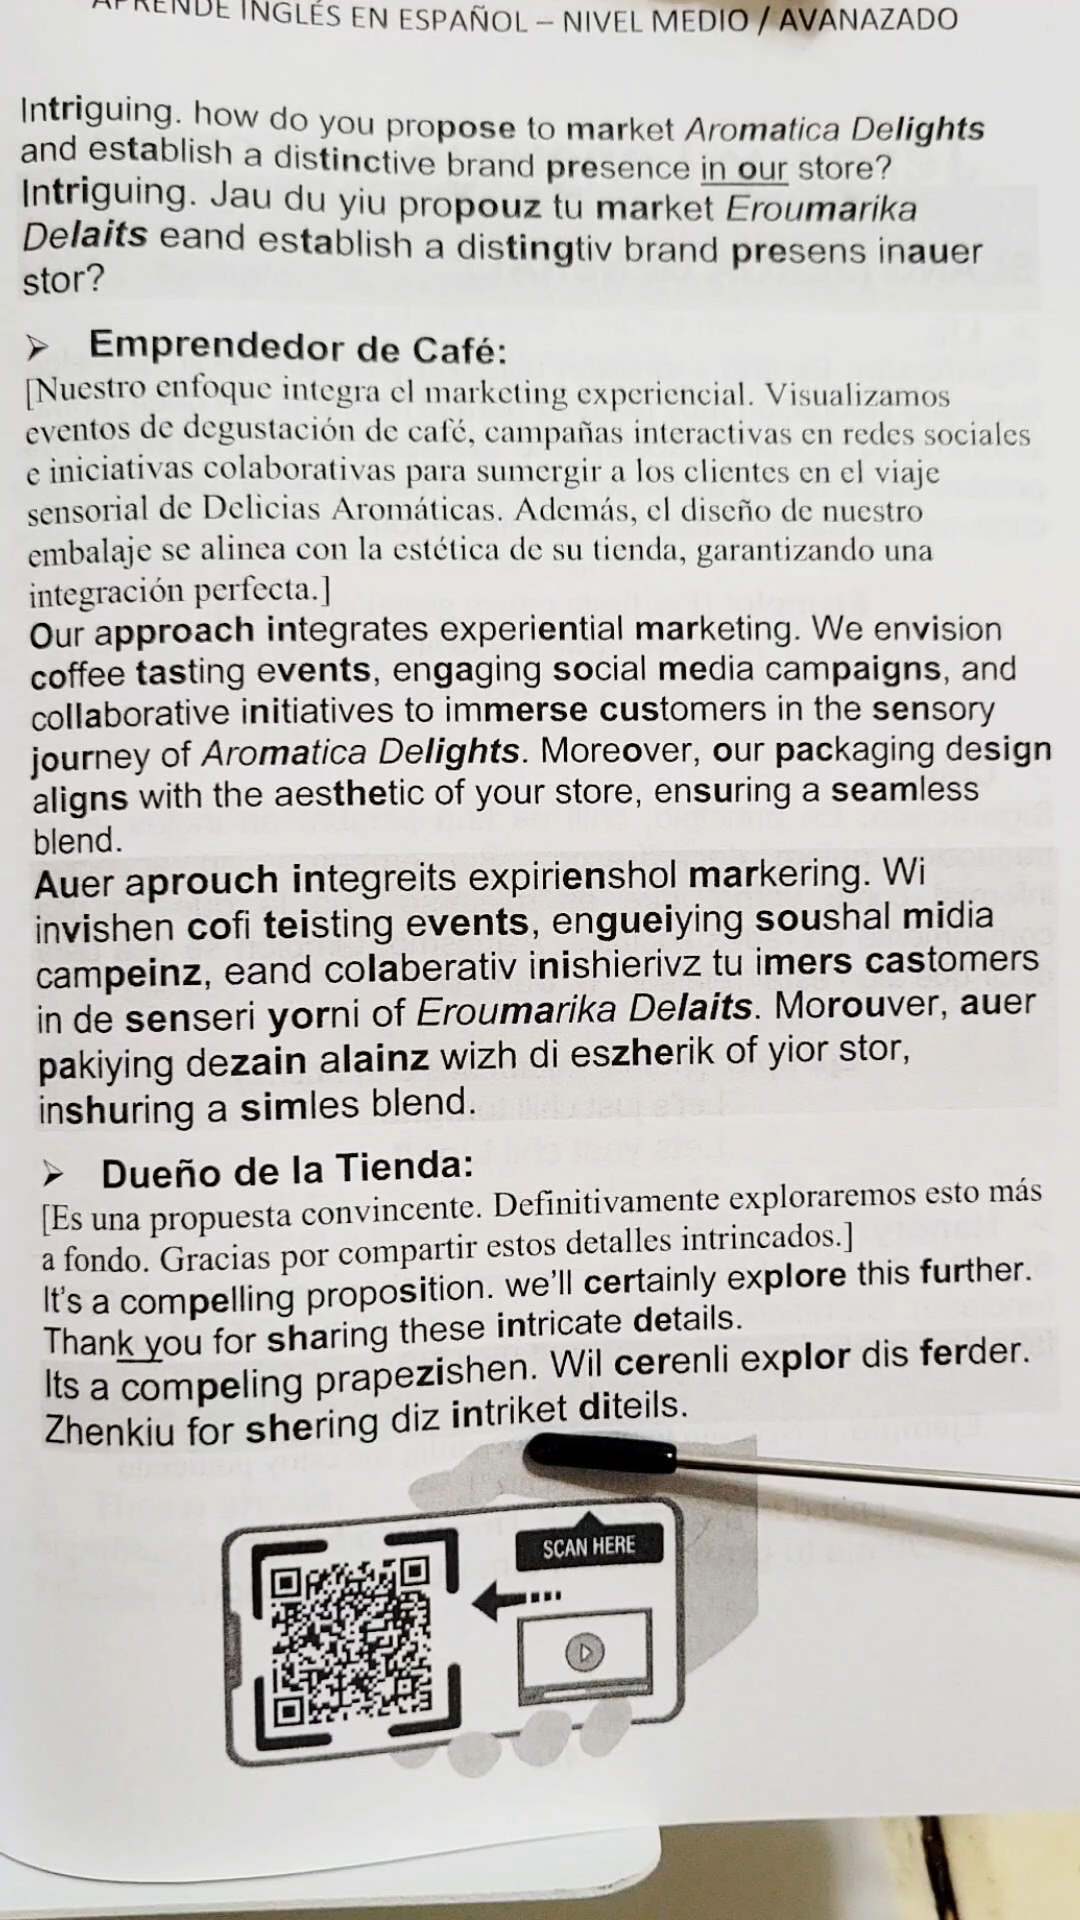 APRENDE INGLÉS EN ESPAÑOL – NIVEL MEDIO / AVANAZADO
Intriguing. how do you propose to market Aromatica Delights
and establish a distinctive brand presence in our store?
Intriguing. Jau du yiu propouz tu market Eroumarika
Delaits eand establish a distingtiv brand presens inauer
stor?
➢ Emprendedor de Café:
[Nuestro enfoque integra el marketing experiencial. Visualizamos
eventos de degustación de café, campañas interactivas en redes sociales
e iniciativas colaborativas para sumergir a los clientes en el viaje
sensorial de Delicias Aromáticas. Además, el diseño de nuestro
embalaje se alinea con la estética de su tienda, garantizando una
integración perfecta.]
Our approach integrates experiential marketing. We envision
coffee tasting events, engaging social media campaigns, and
collaborative initiatives to immerse customers in the sensory
journey of Aromatica Delights. Moreover, our packaging design
aligns with the aesthetic of your store, ensuring a seamless
blend.
Auer aprouch integreits expirienshol markering. Wi
invishen cofi teisting events, engueiying soushal midia
campeinz, eand colaberativ inishierivz tu imers castomers
in de senseri yorni of Eroumarika Delaits. Morouver, auer
pakiying dezain alainz wizh di eszherik of yior stor,
inshuring a simles blend.
➢ Dueño de la Tienda:
[Es una propuesta convincente. Definitivamente exploraremos esto más
a fondo. Gracias por compartir estos detalles intrincados.]
It's a compelling proposition. we'll certainly explore this further.
Thank you for sharing these intricate details.
Its a compeling prapezishen. Wil cerenli explor dis ferder.
Zhenkiu for shering diz intriket diteils.
SCAN HERE